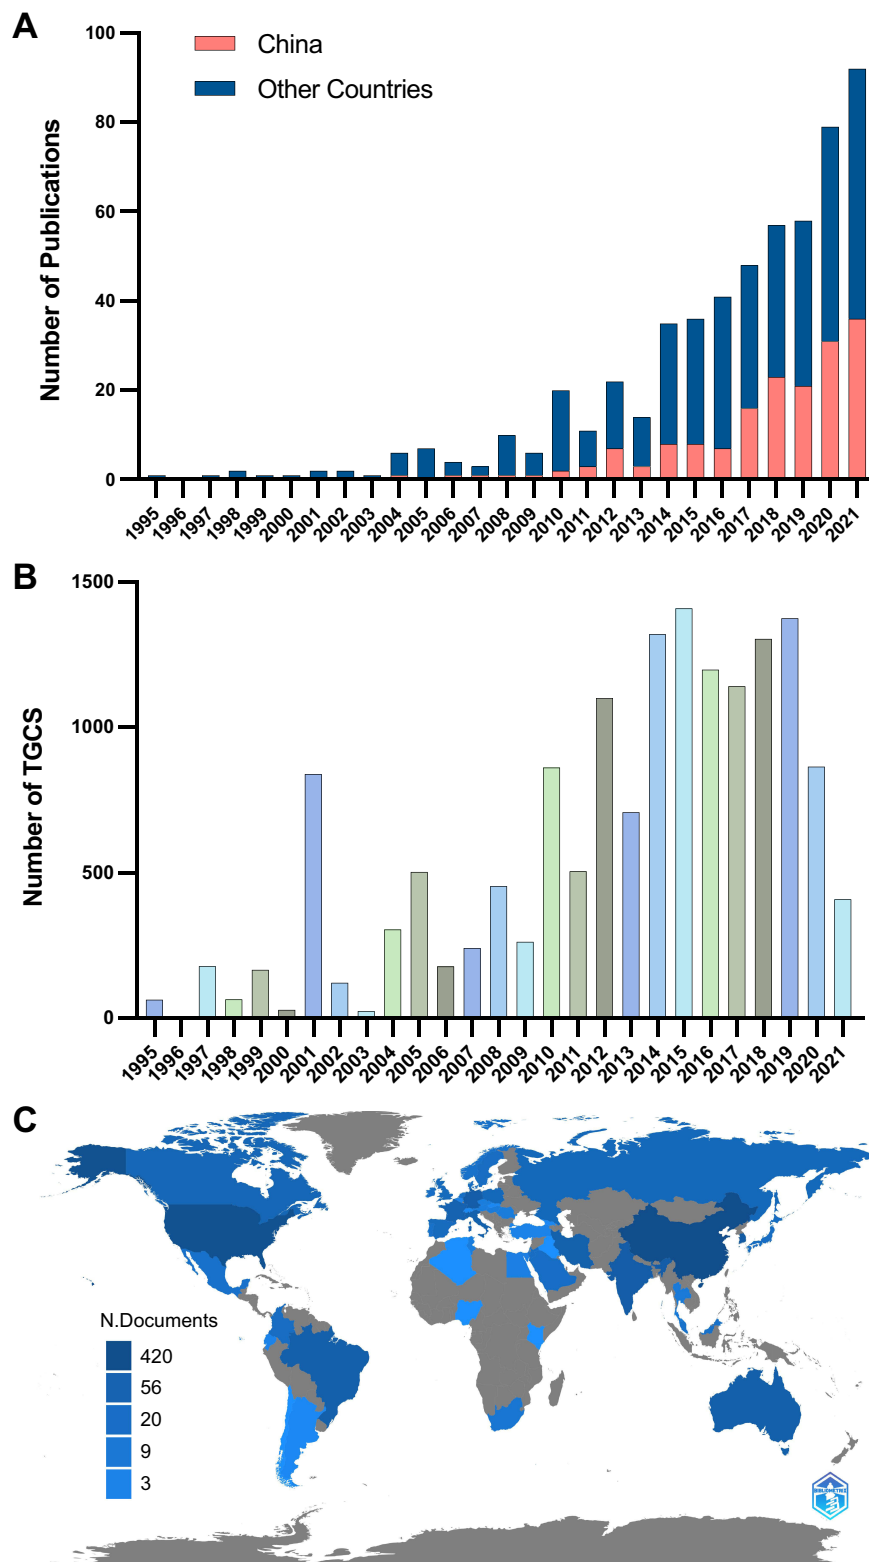 A
China
Other Countries
Number of Publications
100
80
60
40
20
0
1995 1996 1997 1998 1999 2000 2001 2002 2003 2004 2005 2006 2007 2008 2009 2010 2011 2012 2013 2014 2015 2016 2017 2018 2019 2020 2021
B
Number of TGCS
1500
1000
500
0
1995 1996 1997 1998 1999 2000 2001 2002 2003 2004 2005 2006 2007 2008 2009 2010 2011 2012 2013 2014 2015 2016 2017 2018 2019 2020 2021
C
N.Documents
420
56
20
9
3
BIBLIOMETRIX